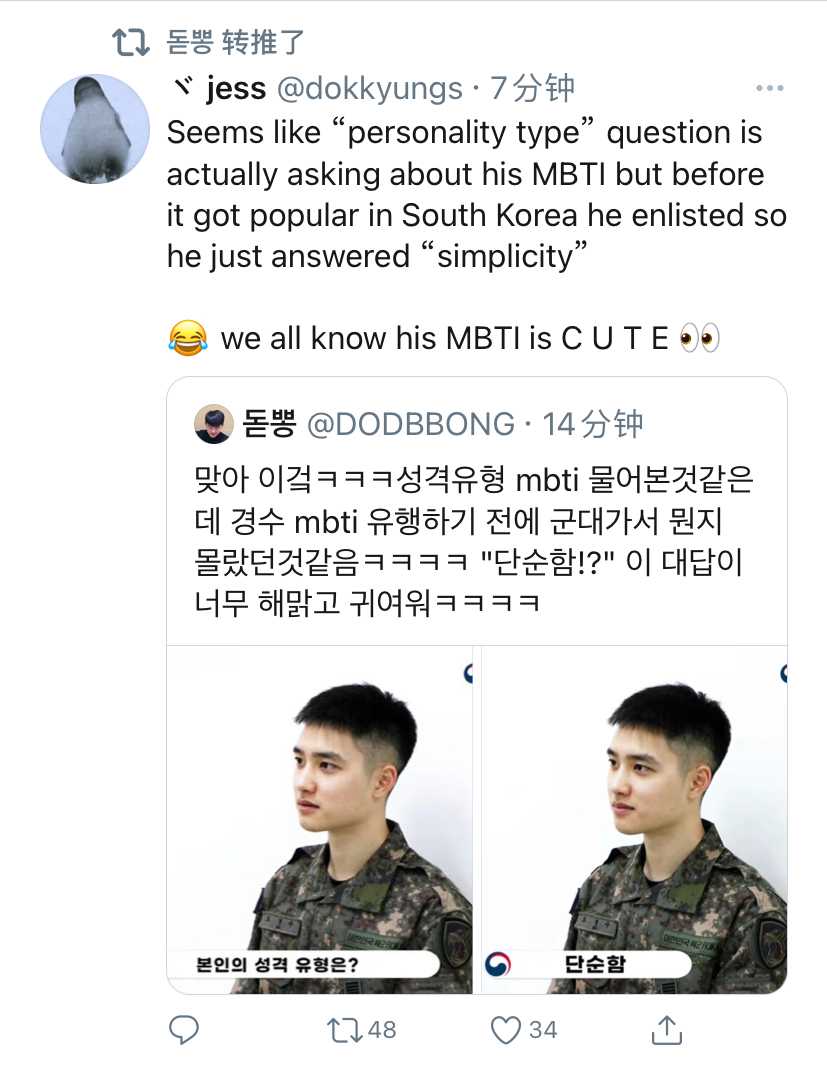 돋뽕 转推了
ヾ jess @dokkyungs · 7分钟
Seems like “personality type” question is
actually asking about his MBTI but before
it got popular in South Korea he enlisted so
he just answered “simplicity”
😂 we all know his MBTI is C U T E 👀
돋뽕 @DODBBONG · 14分钟
맞아 이겈ㅋㅋㅋ성격유형 mbti 물어본것같은
데 경수 mbti 유행하기 전에 군대가서 뭔지
몰랐던것같음ㅋㅋㅋㅋ "단순함!?" 이 대답이
너무 해맑고 귀여워ㅋㅋㅋㅋ
본인의 성격 유형은?
단순함
48
34